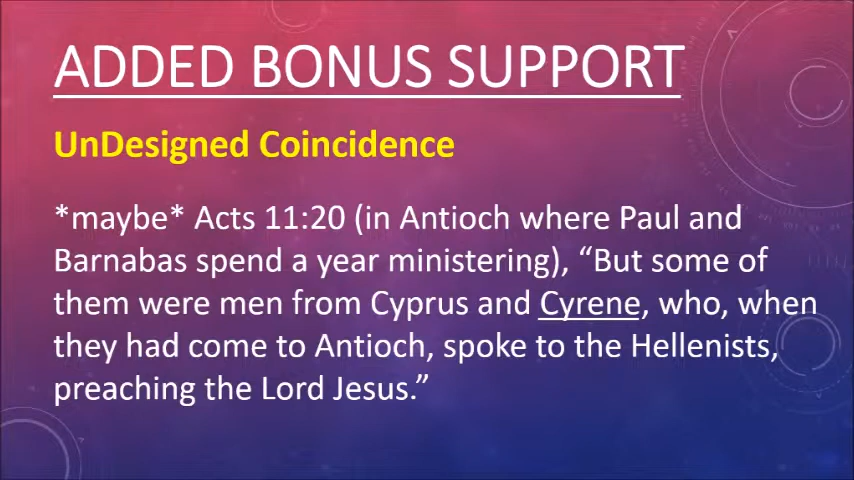 ADDED BONUS SUPPORT
UnDesigned Coincidence
*maybe* Acts 11:20 (in Antioch where Paul and
Barnabas spend a year ministering), “But some of
them were men from Cyprus and Cyrene, who, when
they had come to Antioch, spoke to the Hellenists,
preaching the Lord Jesus.”